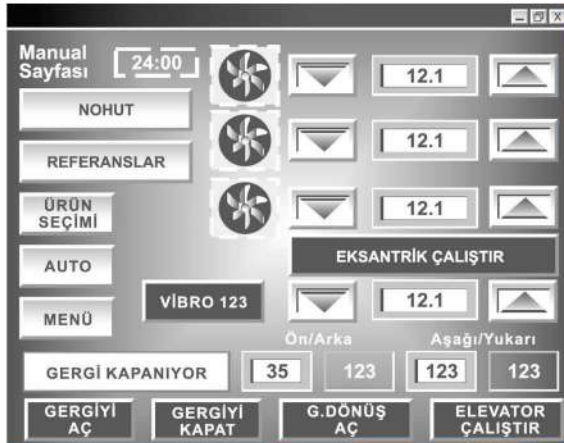 Manual
Sayfası
24:00
12.1
NOHUT
12.1
REFERANSLAR
ÜRÜN
SEÇİMİ
12.1
EKSANTRİK ÇALIŞTIR
AUTO
VİBRO 123
12.1
MENÜ
Ön/Arka
Aşağı/Yukarı
GERGİ KAPANIYOR
35
123
123
123
GERGİYİ
AÇ
GERGİYİ
KAPAT
G.DÖNÜŞ
AÇ
ELEVATOR
ÇALIŞTIR